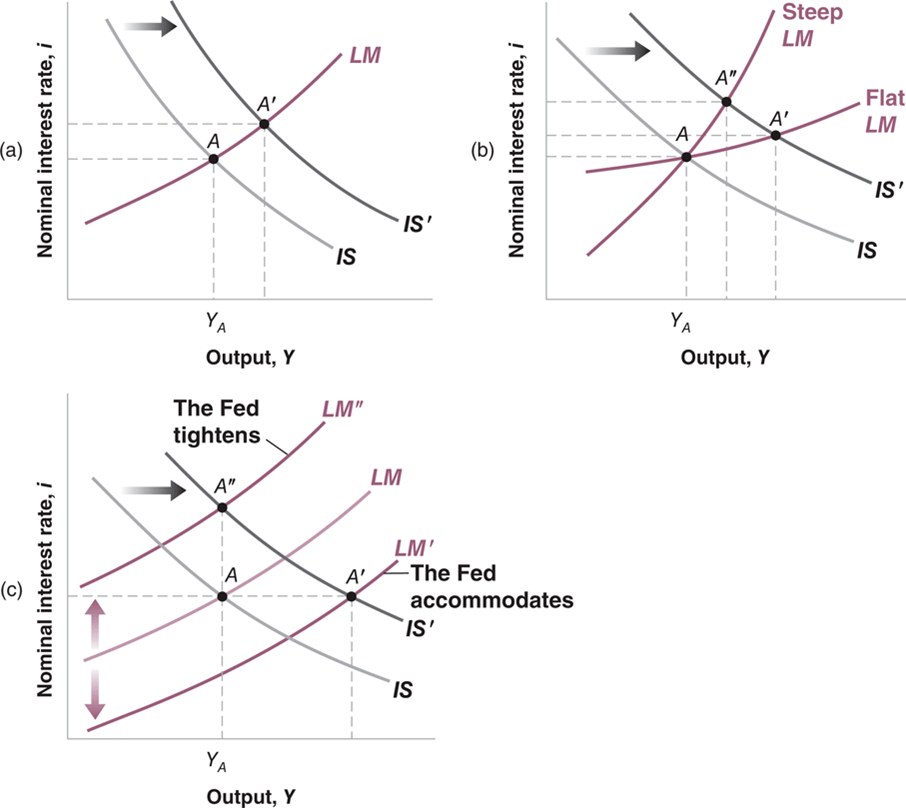 (a)
Nominal interest rate, i
A
A′
LM
IS′
IS
Y_A
Output, Y
(b)
Nominal interest rate, i
Steep
LM
A″
A
A′
Flat
LM
IS′
IS
Y_A
Output, Y
(c)
Nominal interest rate, i
The Fed
tightens
LM″
A″
LM
A
A′
LM′
The Fed
accommodates
IS′
IS
Y_A
Output, Y